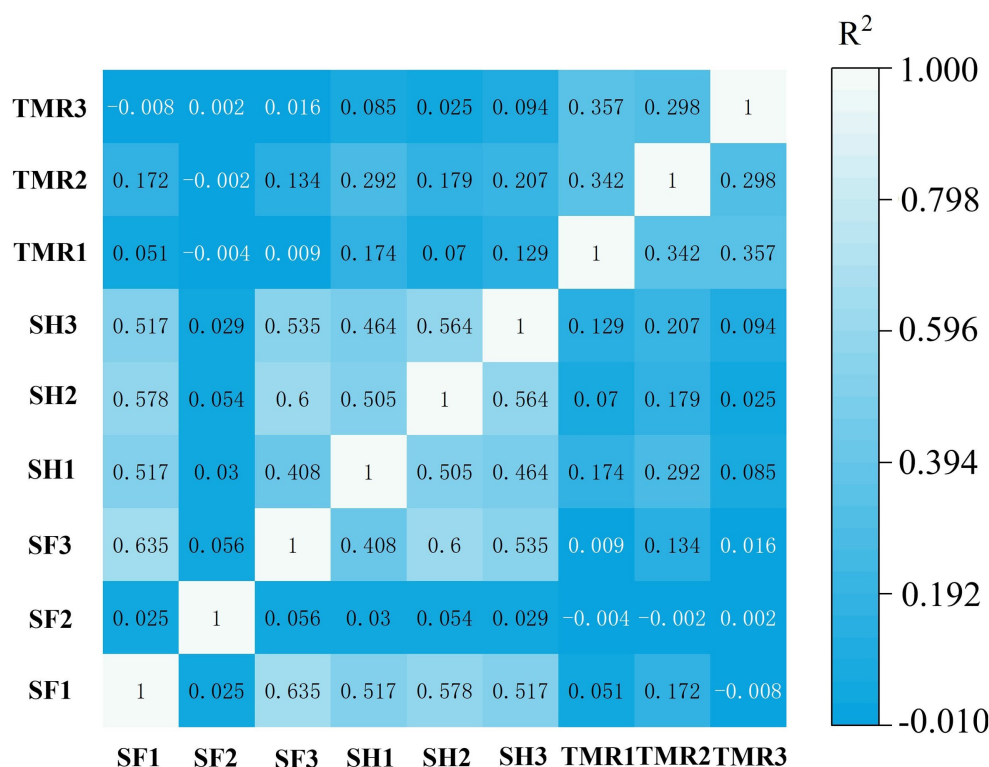 R²
TMR3 -0.008 0.002 0.016 0.085 0.025 0.094 0.357 0.298 1
TMR2 0.172 -0.002 0.134 0.292 0.179 0.207 0.342 1 0.298
TMR1 0.051 -0.004 0.009 0.174 0.07 0.129 1 0.342 0.357
SH3 0.517 0.029 0.535 0.464 0.564 1 0.129 0.207 0.094
SH2 0.578 0.054 0.6 0.505 1 0.564 0.07 0.179 0.025
SH1 0.517 0.03 0.408 1 0.505 0.464 0.174 0.292 0.085
SF3 0.635 0.056 1 0.408 0.6 0.535 0.009 0.134 0.016
SF2 0.025 1 0.056 0.03 0.054 0.029 -0.004 -0.002 0.002
SF1 1 0.025 0.635 0.517 0.578 0.517 0.051 0.172 -0.008
SF1 SF2 SF3 SH1 SH2 SH3 TMR1 TMR2 TMR3
1.000
0.798
0.596
0.394
0.192
-0.010